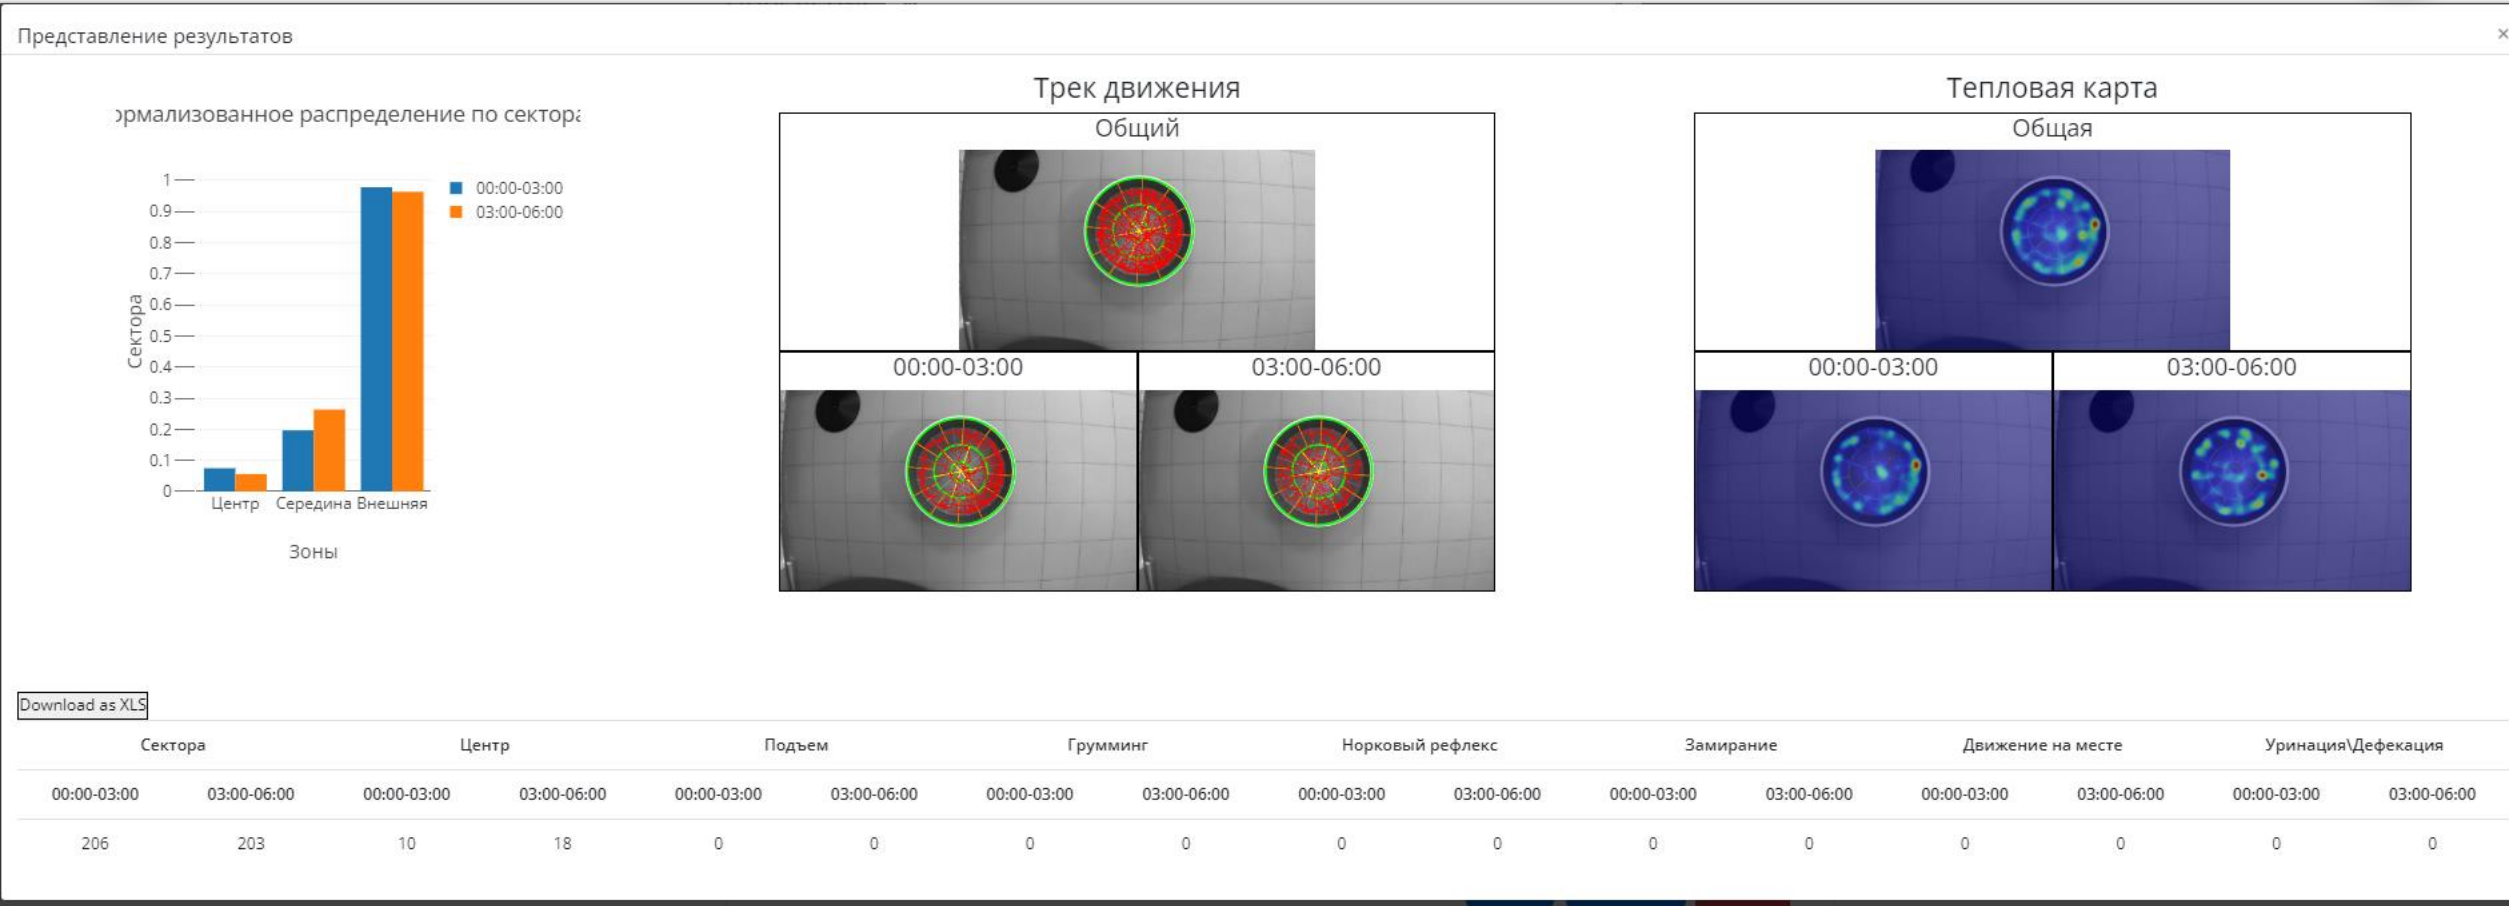 Представление результатов
×
ормализованное распределение по сектора
1
0.9
0.8
0.7
0.6
0.5
0.4
0.3
0.2
0.1
0
Сектора
Центр Середина Внешняя
Зоны
00:00-03:00
03:00-06:00
Трек движения
Общий
00:00-03:00 03:00-06:00
Тепловая карта
Общая
00:00-03:00 03:00-06:00
Download as XLS
Сектора Центр Подъем Грумминг Норковый рефлекс Замирание Движение на месте Уринация\Дефекация
00:00-03:00 03:00-06:00 00:00-03:00 03:00-06:00 00:00-03:00 03:00-06:00 00:00-03:00 03:00-06:00 00:00-03:00 03:00-06:00 00:00-03:00 03:00-06:00 00:00-03:00 03:00-06:00 00:00-03:00 03:00-06:00
206 203 10 18 0 0 0 0 0 0 0 0 0 0 0 0